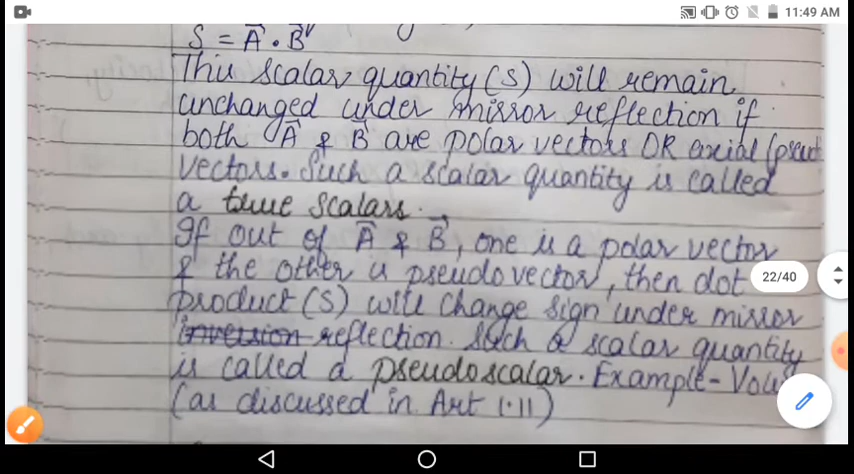 11:49 AM
S = A⃗ . B⃗
This scalar quantity (S) will remain
unchanged under mirror reflection if
both A⃗ & B⃗ are polar vectors OR axial (pseud
vectors. Such a scalar quantity is called
a true scalars.
If out of A⃗ & B⃗, one is a polar vector
& the other is pseudovector, then dot
22/40
product (S) will change sign under mirror
inversion reflection. Such a scalar quantity
is called a pseudoscalar. Example - Volu
(as discussed in Art 1.11)